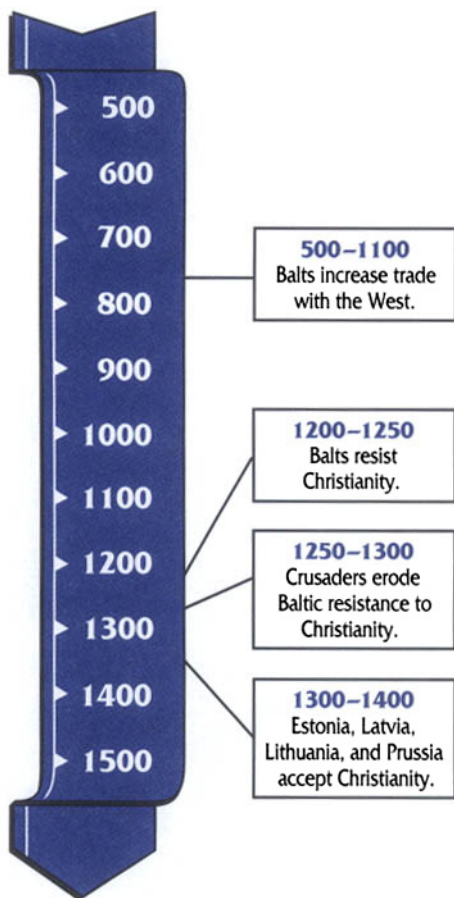 500
600
700
800
900
1000
1100
1200
1300
1400
1500
500–1100
Balts increase trade
with the West.
1200–1250
Balts resist
Christianity.
1250–1300
Crusaders erode
Baltic resistance to
Christianity.
1300–1400
Estonia, Latvia,
Lithuania, and Prussia
accept Christianity.